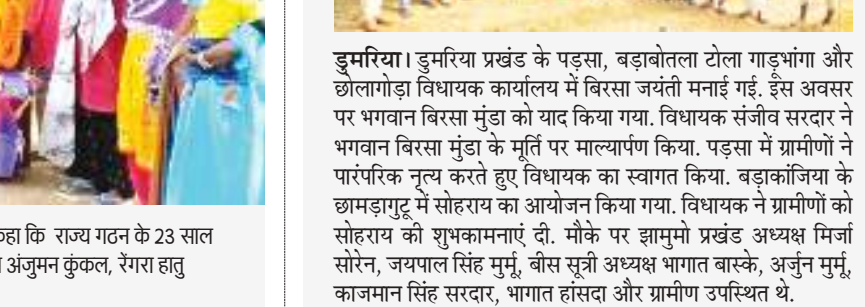 कहा कि राज्य गठन के 23 साल
अंजुमन कुंकल, रेंगरा हातु
डुमरिया। डुमरिया प्रखंड के पड़सा, बड़ाबोतला टोला गाड़ूभांगा और
छोलागोड़ा विधायक कार्यालय में बिरसा जयंती मनाई गई. इस अवसर
पर भगवान बिरसा मुंडा को याद किया गया. विधायक संजीव सरदार ने
भगवान बिरसा मुंडा के मूर्ति पर माल्यार्पण किया. पड़सा में ग्रामीणों ने
पारंपरिक नृत्य करते हुए विधायक का स्वागत किया. बड़ाकांजिया के
छामड़ागुटू में सोहराय का आयोजन किया गया. विधायक ने ग्रामीणों को
सोहराय की शुभकामनाएं दी. मौके पर झामुमो प्रखंड अध्यक्ष मिर्जा
सोरेन, जयपाल सिंह मुर्मू, बीस सूत्री अध्यक्ष भागात बास्के, अर्जुन मुर्मू,
काजमान सिंह सरदार, भागात हांसदा और ग्रामीण उपस्थित थे.